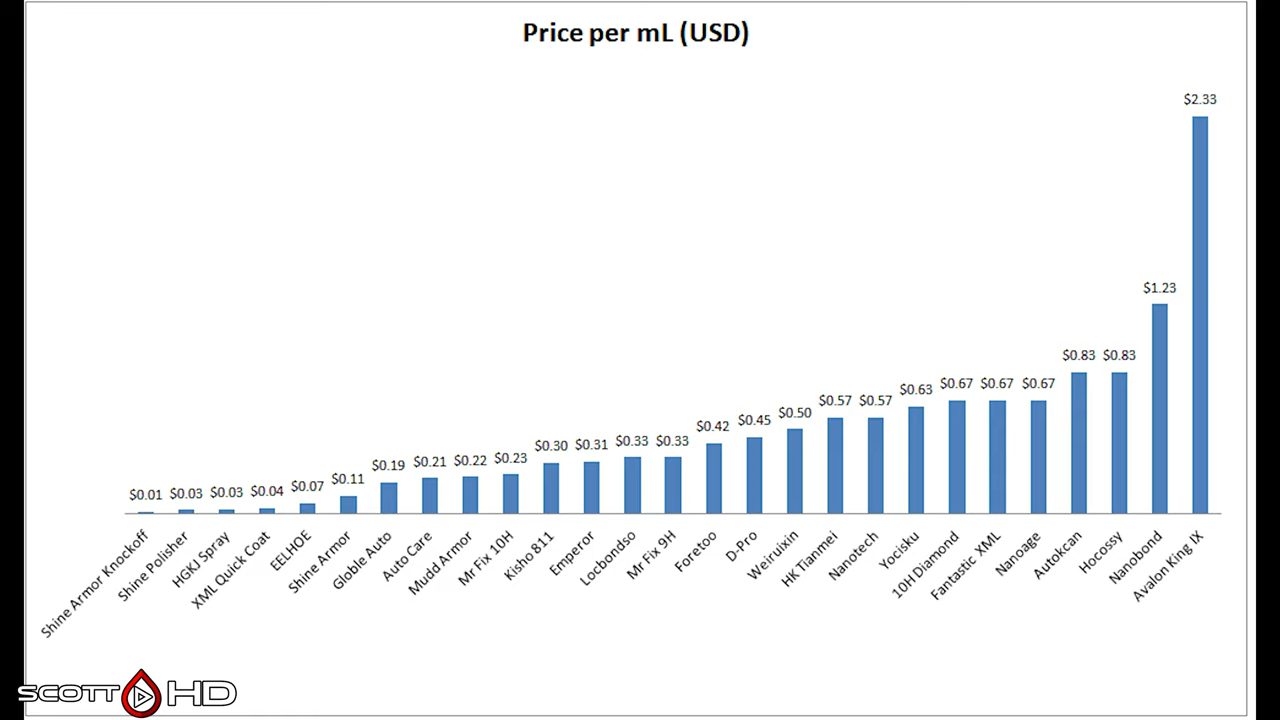 Price per mL (USD)
$2.33
$1.23
$0.83 $0.83
$0.67 $0.67 $0.67
$0.63
$0.57 $0.57
$0.50
$0.45
$0.42
$0.33 $0.33
$0.31
$0.30
$0.23
$0.22
$0.21
$0.19
$0.11
$0.07
$0.04
$0.03 $0.03
$0.01
Shine Armor Knockoff
Shine Polisher
HGKJ Spray
XML Quick Coat
EELHOE
Shine Armor
Globle Auto
Auto Care
Mudd Armor
Mr Fix 10H
Kisho 811
Emperor
Locbondso
Mr Fix 9H
Foretoo
D-Pro
Weiruixin
HK Tianmei
Nanotech
Yocisku
10H Diamond
Fantastic XML
Nanoage
Autokcan
Hocossy
Nanobond
Avalon King IX
SCOTT HD